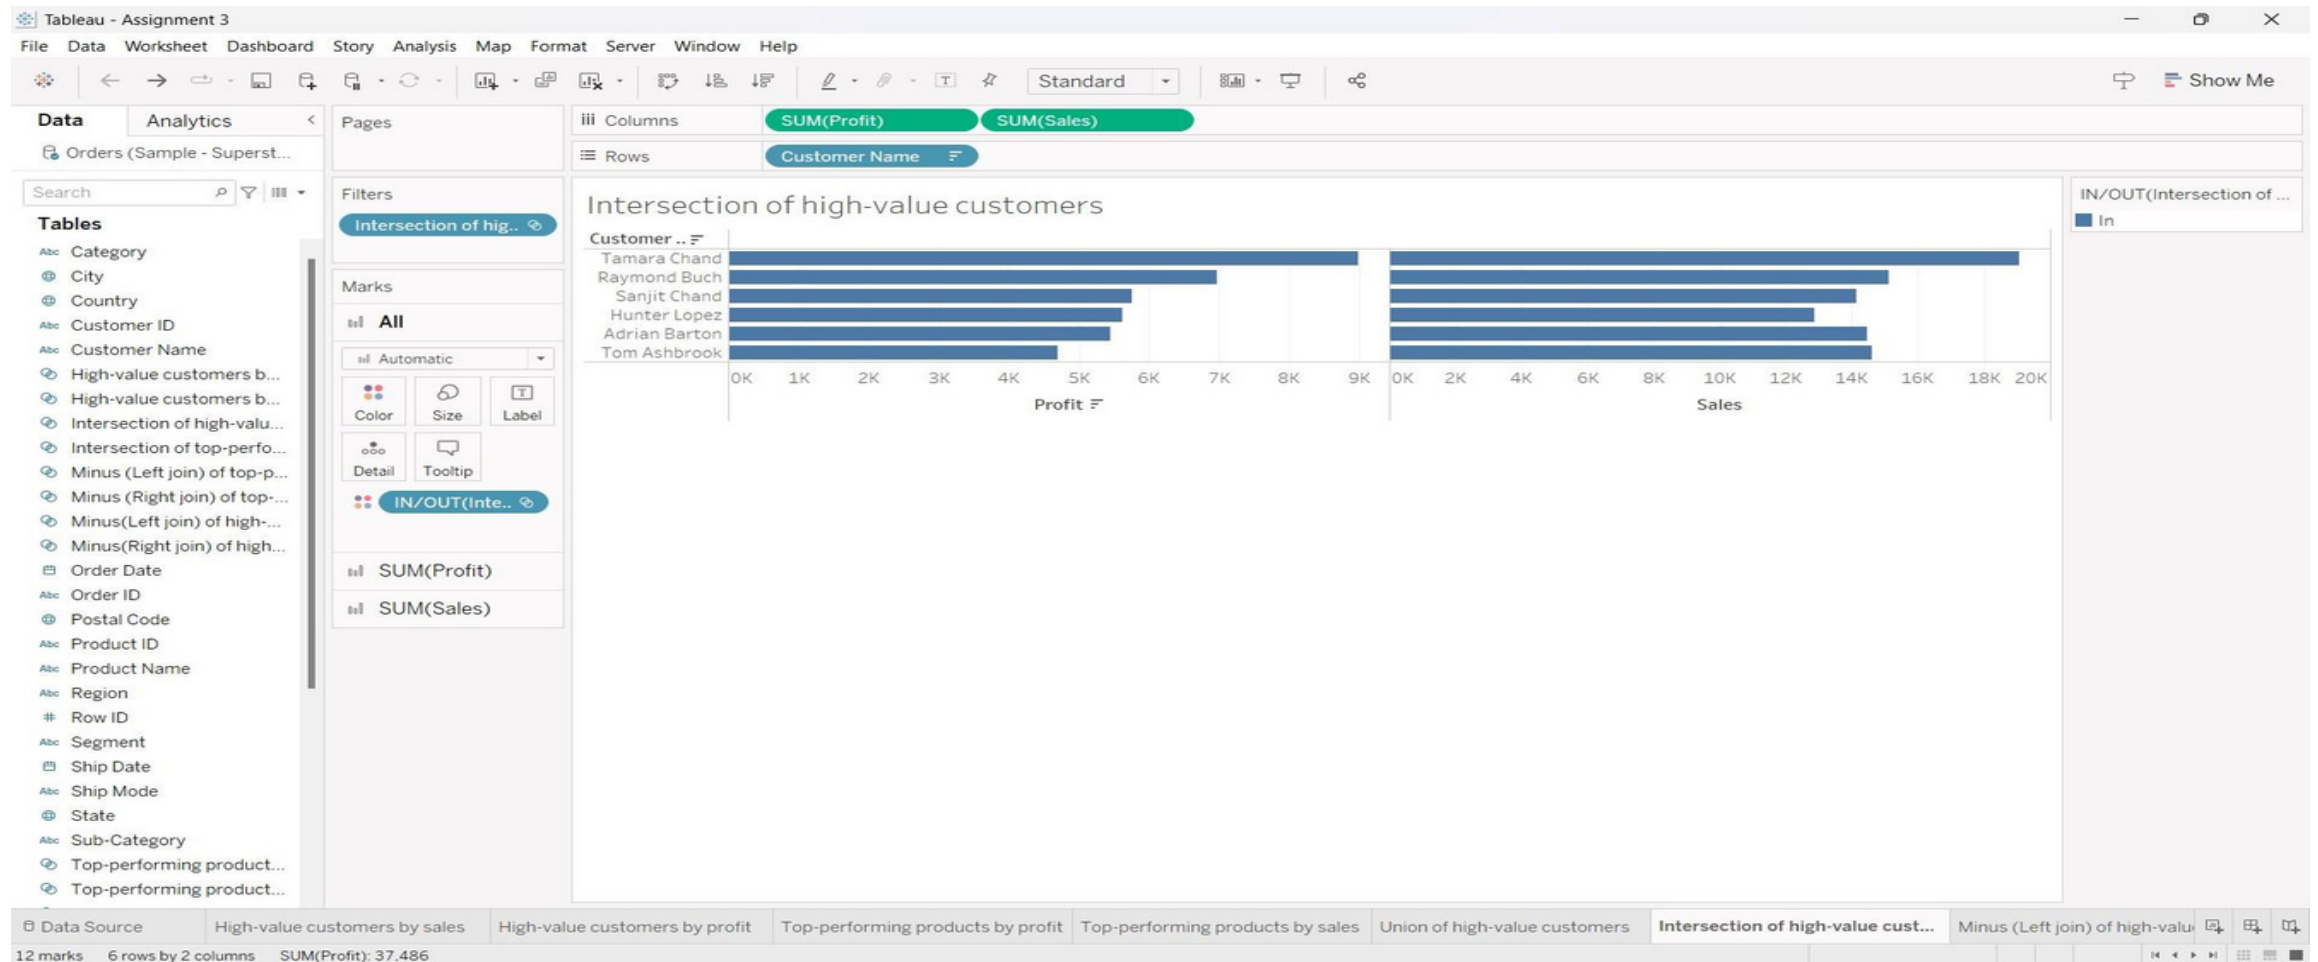 Tableau - Assignment 3
File Data Worksheet Dashboard Story Analysis Map Format Server Window Help
Standard
Show Me
Data Analytics
Orders (Sample - Superst...
Search
Tables
Abc Category
City
Country
Abc Customer ID
Abc Customer Name
High-value customers b...
High-value customers b...
Intersection of high-valu...
Intersection of top-perfo...
Minus (Left join) of top-p...
Minus (Right join) of top-...
Minus(Left join) of high-...
Minus(Right join) of high...
Order Date
Abc Order ID
Postal Code
Abc Product ID
Abc Product Name
Abc Region
# Row ID
Abc Segment
Ship Date
Abc Ship Mode
State
Abc Sub-Category
Top-performing product...
Top-performing product...
Pages
Filters
Intersection of hig..
Marks
All
Automatic
Color Size T Label
Detail Tooltip
IN/OUT(Inte..
SUM(Profit)
SUM(Sales)
iii Columns SUM(Profit) SUM(Sales)
Rows Customer Name
Intersection of high-value customers
Customer ..
Tamara Chand
Raymond Buch
Sanjit Chand
Hunter Lopez
Adrian Barton
Tom Ashbrook
0K 1K 2K 3K 4K 5K 6K 7K 8K 9K 0K 2K 4K 6K 8K 10K 12K 14K 16K 18K 20K
Profit Sales
IN/OUT(Intersection of ...
In
Data Source High-value customers by sales High-value customers by profit Top-performing products by profit Top-performing products by sales Union of high-value customers Intersection of high-value cust... Minus (Left join) of high-valu
12 marks 6 rows by 2 columns SUM(Profit): 37,486